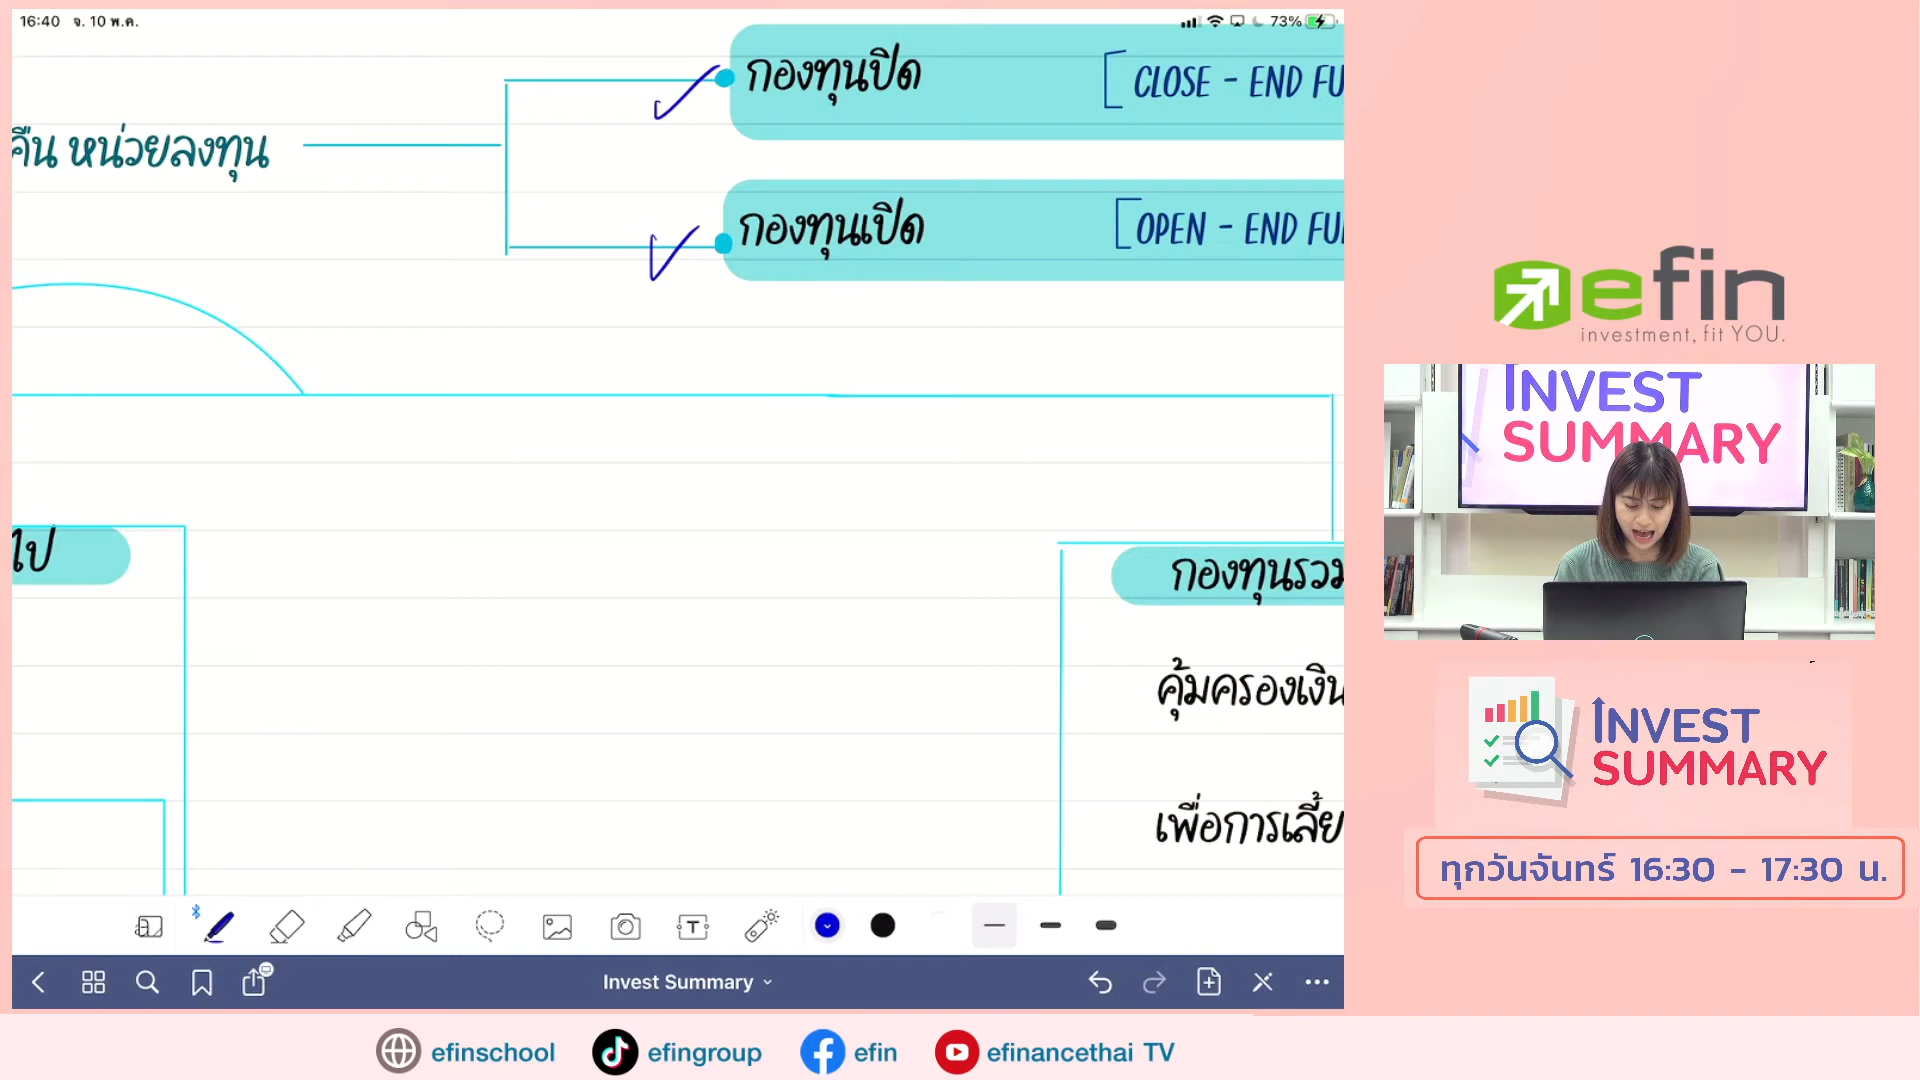 16:40 จ. 10 พ.ค.
73%
กองทุนปิด
[ CLOSE - END FU
คืน หน่วยลงทุน
กองทุนเปิด
[ OPEN - END FU
ไป
กองทุนรวม
คุ้มครองเงิน
เพื่อการเลี้ย
T
Invest Summary
efin
investment, fit YOU.
INVEST
SUMMARY
INVEST
SUMMARY
ทุกวันจันทร์ 16:30 - 17:30 น.
efinschool
efingroup
efin
efinancethai TV